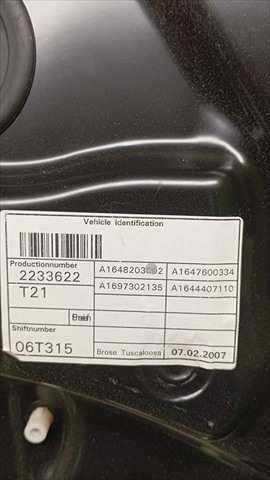 Vehicle identification
Productionnumber
2233622
T21
A1647600334
A1697302135 A1644407110
Shiftnumber
06T315
Brose Tuscaloosa 07.02.2007